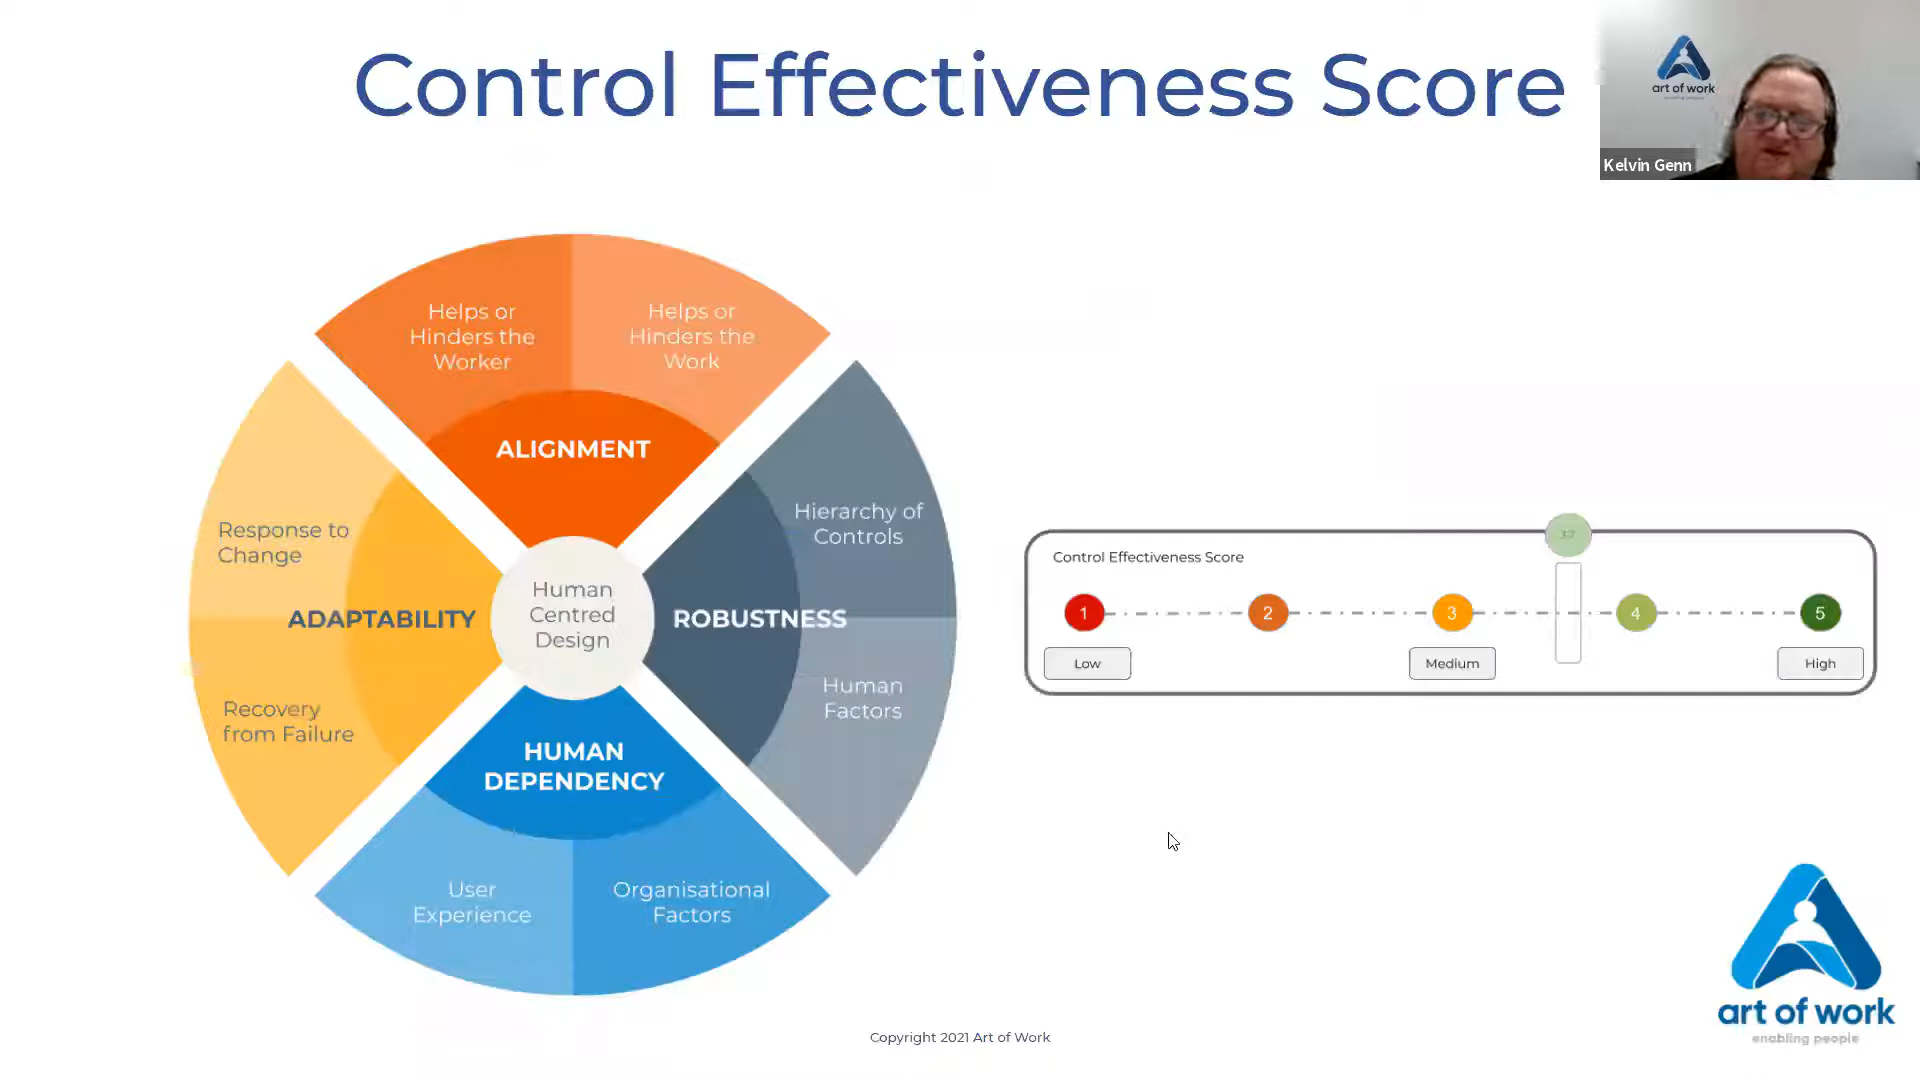 Control Effectiveness Score
art of work
Kelvin Genn
Helps or
Hinders the
Worker
Helps or
Hinders the
Work
ALIGNMENT
Hierarchy of
Controls
Response to
Change
ADAPTABILITY
Human
Centred
Design
ROBUSTNESS
Human
Factors
Recovery
from Failure
HUMAN
DEPENDENCY
User
Experience
Organisational
Factors
3.7
Control Effectiveness Score
1
2
3
4
5
Low
Medium
High
art of work
enabling people
Copyright 2021 Art of Work